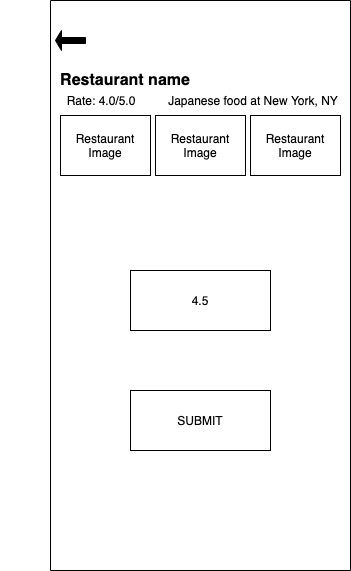 Restaurant name
Rate: 4.0/5.0
Japanese food at New York, NY
Restaurant
Image
Restaurant
Image
Restaurant
Image
4.5
SUBMIT